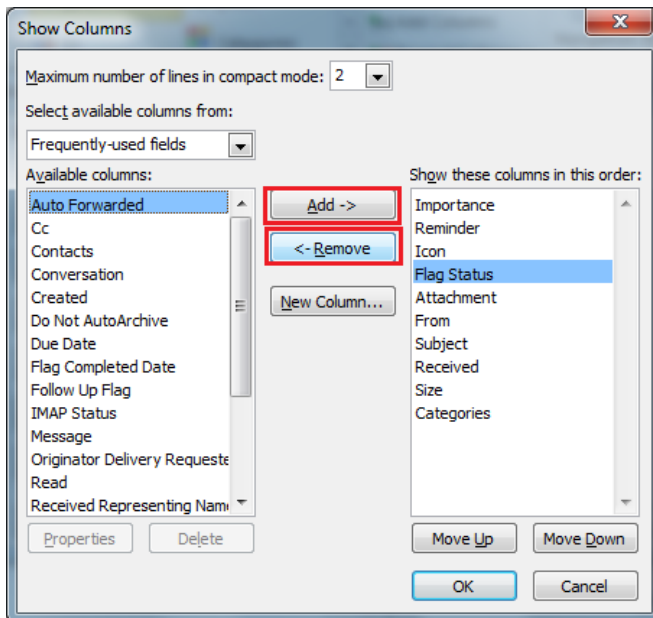 Show Columns
Maximum number of lines in compact mode: 2
Select available columns from:
Frequently-used fields
Available columns:
Auto Forwarded
Cc
Contacts
Conversation
Created
Do Not AutoArchive
Due Date
Flag Completed Date
Follow Up Flag
IMAP Status
Message
Originator Delivery Requeste
Read
Received Representing Nam
Properties
Delete
Add ->
<- Remove
New Column...
Show these columns in this order:
Importance
Reminder
Icon
Flag Status
Attachment
From
Subject
Received
Size
Categories
Move Up
Move Down
OK
Cancel